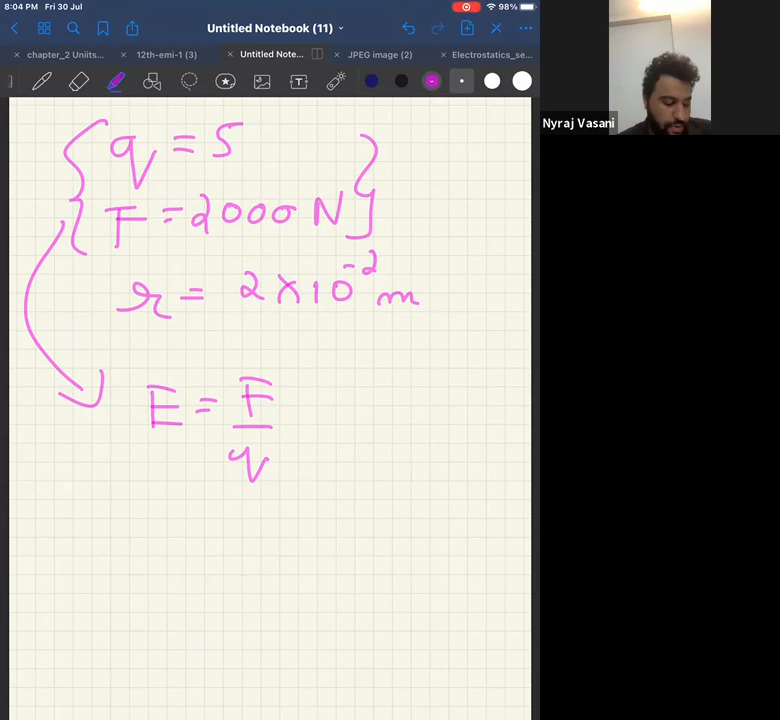 8:04 PM Fri 30 Jul
98%
Untitled Notebook (11)
chapter_2 Uniits...
12th-emi-1 (3)
Untitled Note...
JPEG image (2)
Electrostatics_se...
Nyraj Vasani
q = 5
F = 2000 N
r = 2 × 10⁻² m
E = F/q